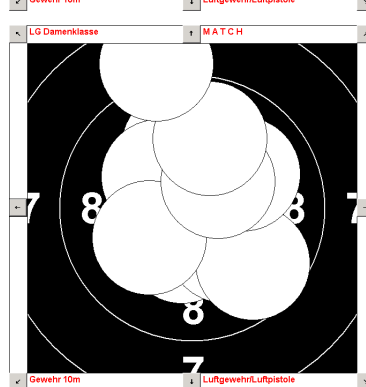 Gewehr 10m Luftgewehr/Luftpistole
LG Damenklasse M A T C H
7 8 8 7
8
7
Gewehr 10m Luftgewehr/Luftpistole